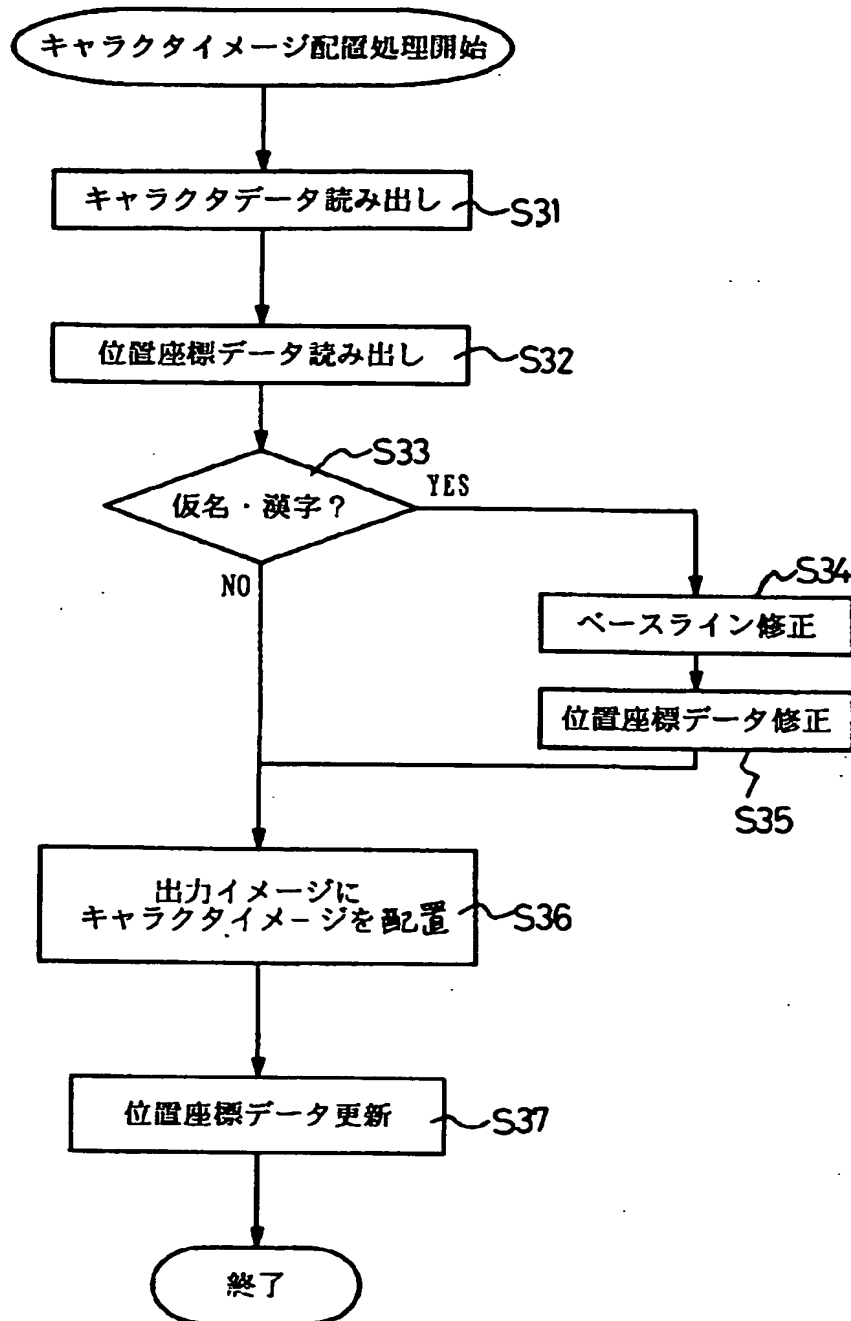 キャラクタイメージ配置処理開始
キャラクタデータ読み出し
S31
位置座標データ読み出し
S32
S33
仮名・漢字?
YES
NO
S34
ベースライン修正
位置座標データ修正
S35
出力イメージに
キャラクタイメージを配置
S36
位置座標データ更新
S37
終了